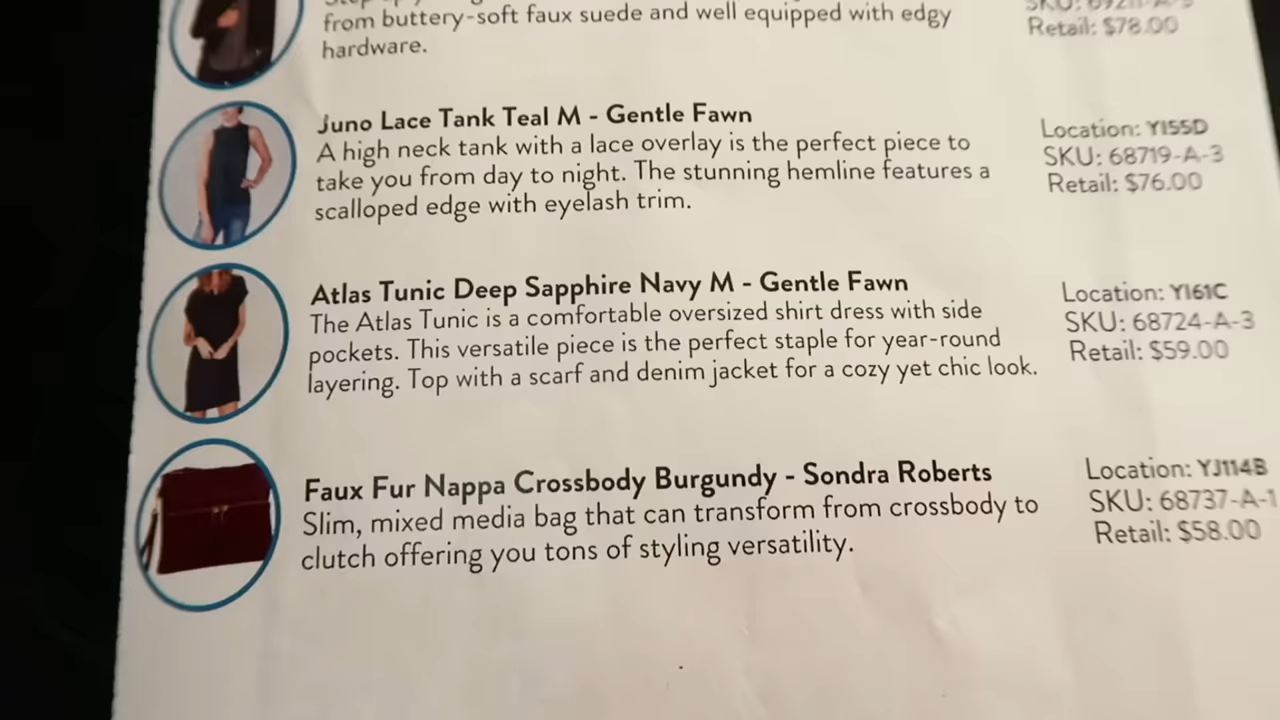 from buttery-soft faux suede and well equipped with edgy
hardware.
Retail: $78.00
Juno Lace Tank Teal M - Gentle Fawn
A high neck tank with a lace overlay is the perfect piece to
take you from day to night. The stunning hemline features a
scalloped edge with eyelash trim.
Location: YI55D
SKU: 68719-A-3
Retail: $76.00
Atlas Tunic Deep Sapphire Navy M - Gentle Fawn
The Atlas Tunic is a comfortable oversized shirt dress with side
pockets. This versatile piece is the perfect staple for year-round
layering. Top with a scarf and denim jacket for a cozy yet chic look.
Location: YI61C
SKU: 68724-A-3
Retail: $59.00
Faux Fur Nappa Crossbody Burgundy - Sondra Roberts
Slim, mixed media bag that can transform from crossbody to
clutch offering you tons of styling versatility.
Location: YJ114B
SKU: 68737-A-1
Retail: $58.00